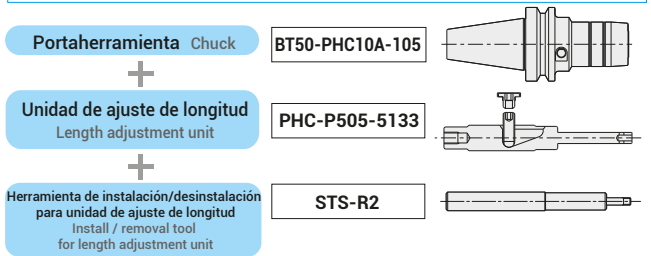 Portaherramienta Chuck
BT50-PHC10A-105
Unidad de ajuste de longitud
Length adjustment unit
PHC-P505-5133
Herramienta de instalación/desinstalación
para unidad de ajuste de longitud
Install / removal tool
for length adjustment unit
STS-R2